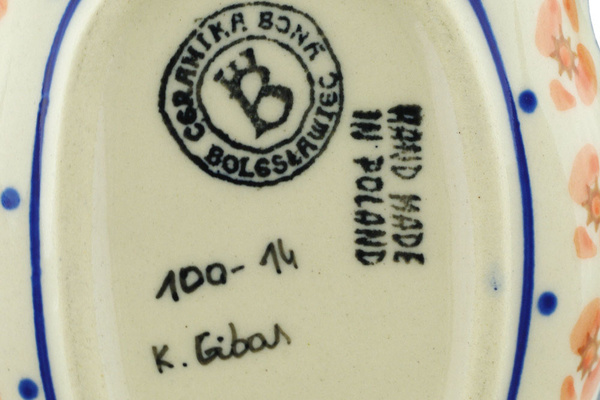 CERAMIKA BONA
BOLESŁAWIEC
B
HAND MADE
IN POLAND
100-14
K. Gibas